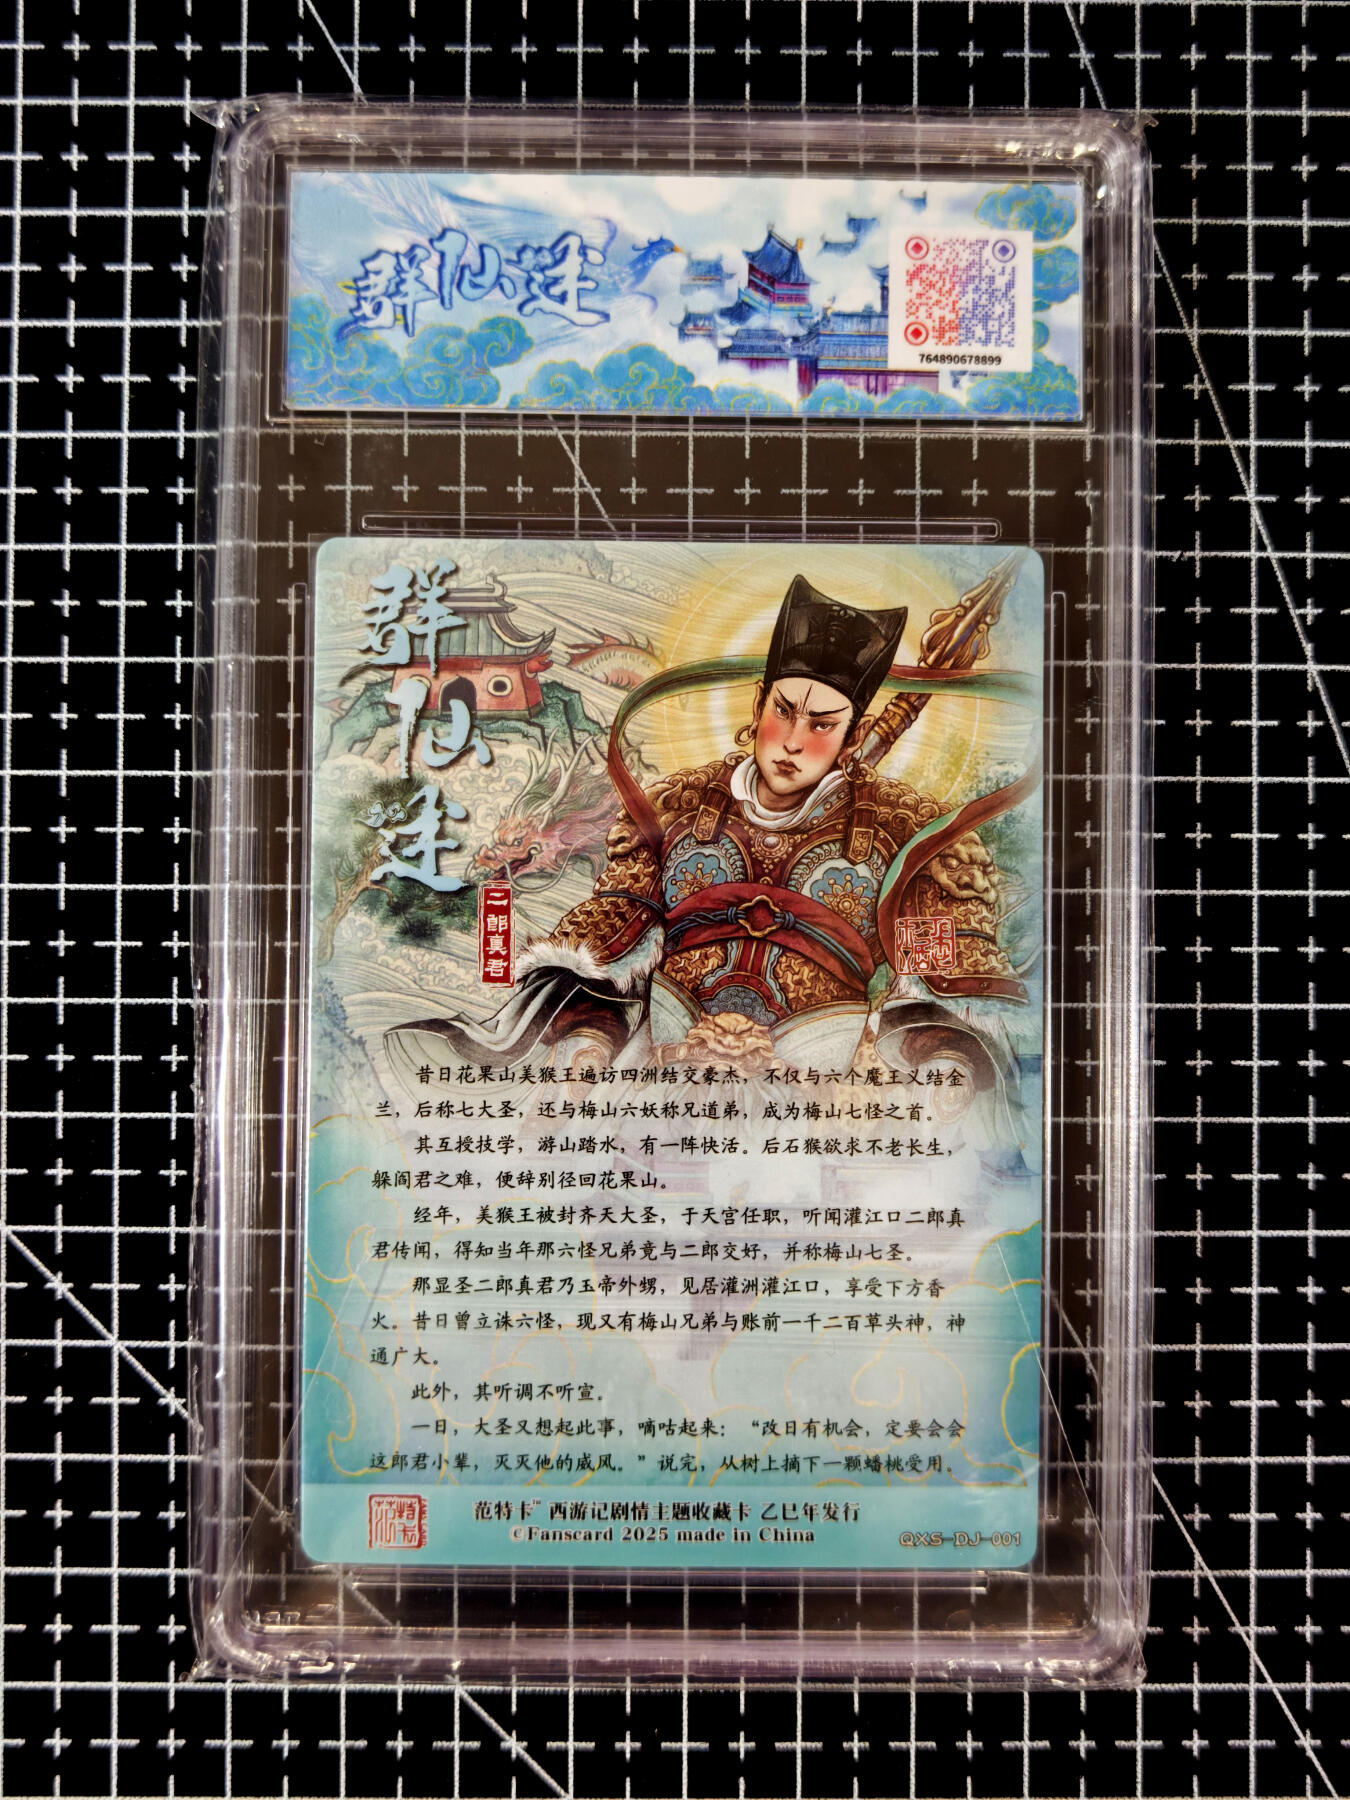 群仙迷
764890678899
群仙迷
二郎真君
昔日花果山美猴王遍访四洲结交豪杰，不仅与六个魔王义结金
兰，后称七大圣，还与梅山六妖称兄道弟，成为梅山七怪之首。
其互授技学，游山踏水，有一阵快活。后石猴欲求不老长生，
躲阎君之难，便辞别径回花果山。
经年，美猴王被封齐天大圣，于天宫任职，听闻灌江口二郎真
君传闻，得知当年那六怪兄弟竟与二郎交好，并称梅山七圣。
那显圣二郎真君乃玉帝外甥，见居灌洲灌江口，享受下方香
火。昔日曾立诛六怪，现又有梅山兄弟与账前一千二百草头神，神
通广大。
此外，其听调不听宣。
一日，大圣又想起此事，嘀咕起来：“改日有机会，定要会会
这郎君小辈，灭灭他的威风。”说完，从树上摘下一颗蟠桃受用。
范特卡™ 西游记剧情主题收藏卡 乙巳年发行
©Fanscard 2025 made in China
QXS-DJ-001